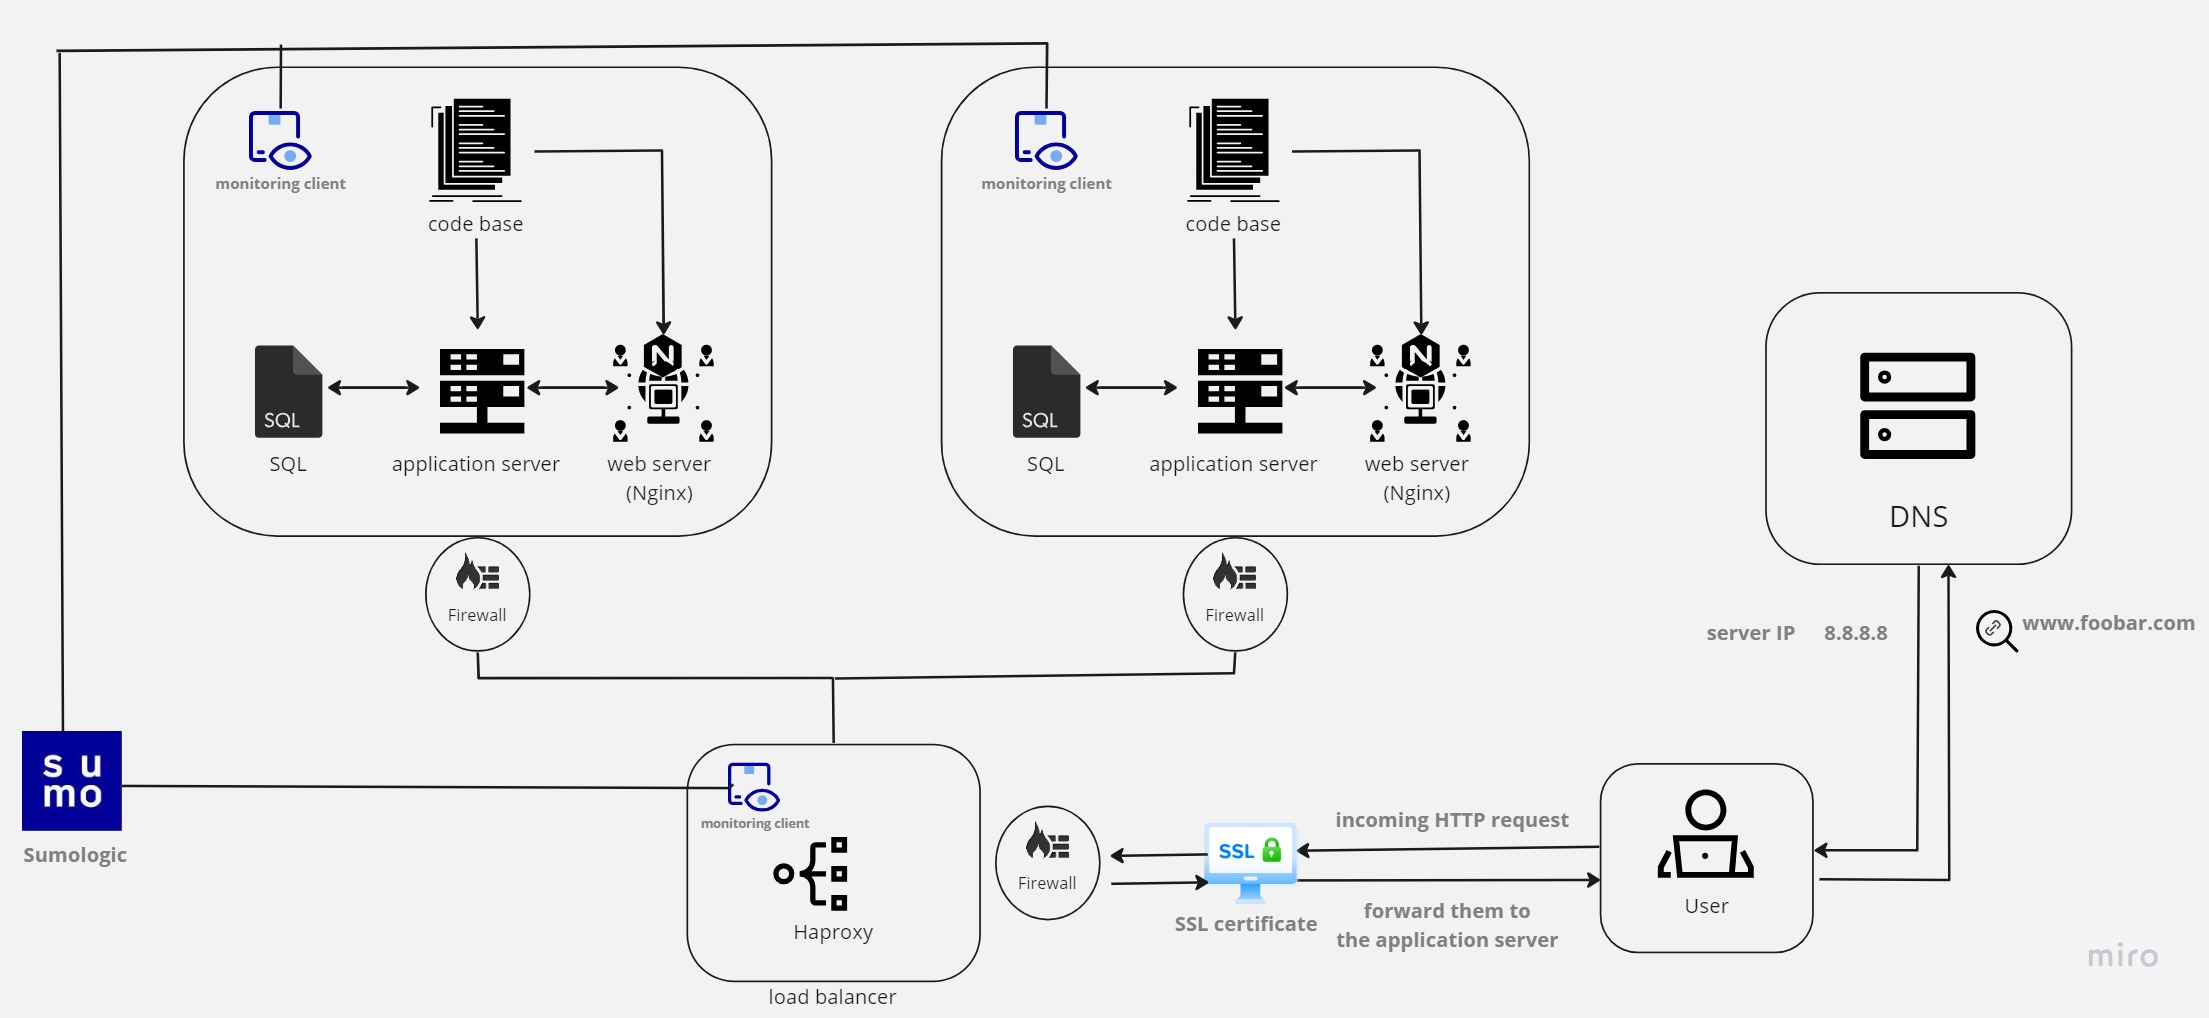 monitoring client
code base
SQL
SQL
application server
web server
(Nginx)
Firewall
monitoring client
code base
SQL
SQL
application server
web server
(Nginx)
Firewall
DNS
server IP 8.8.8.8
www.foobar.com
su
mo
Sumologic
monitoring client
Haproxy
load balancer
Firewall
SSL
SSL certificate
incoming HTTP request
forward them to
the application server
User
miro